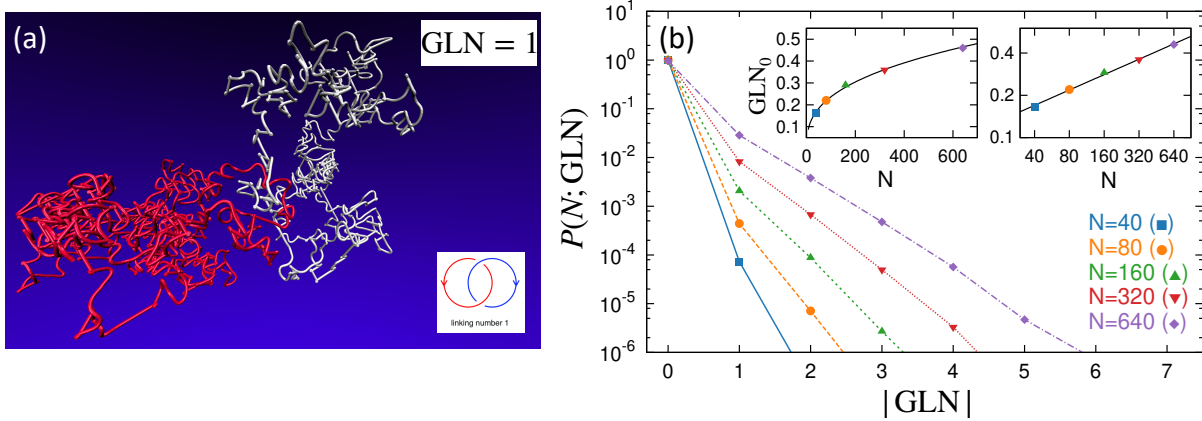 (a)
GLN = 1
linking number 1
(b)
P(N; GLN)
10^1
10^0
10^-1
10^-2
10^-3
10^-4
10^-5
10^-6
0 1 2 3 4 5 6 7
| GLN |
GLN_0
0.5
0.4
0.3
0.2
0.1
0 200 400 600
N
0.4
0.2
0.1
40 80 160 320 640
N
N=40 (■)
N=80 (●)
N=160 (▲)
N=320 (▼)
N=640 (◆)